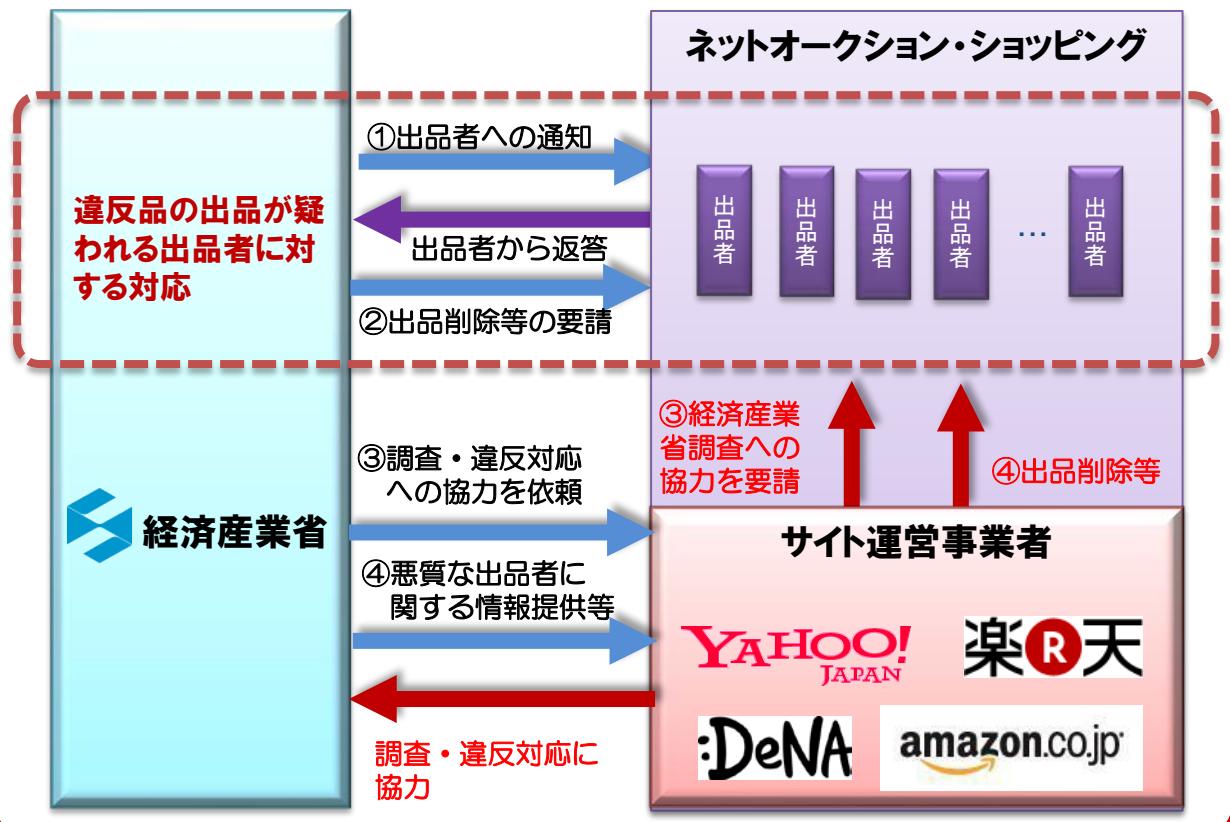 ネットオークション・ショッピング
①出品者への通知
違反品の出品が疑
われる出品者に対
する対応
出品者から返答
②出品削除等の要請
出品者
出品者
出品者
出品者
…
出品者
③経済産業
省調査への
協力を要請
④出品削除等
③調査・違反対応
への協力を依頼
経済産業省
④悪質な出品者に
関する情報提供等
調査・違反対応に
協力
サイト運営事業者
YAHOO!
JAPAN
楽R天
:DeNA
amazon.co.jp